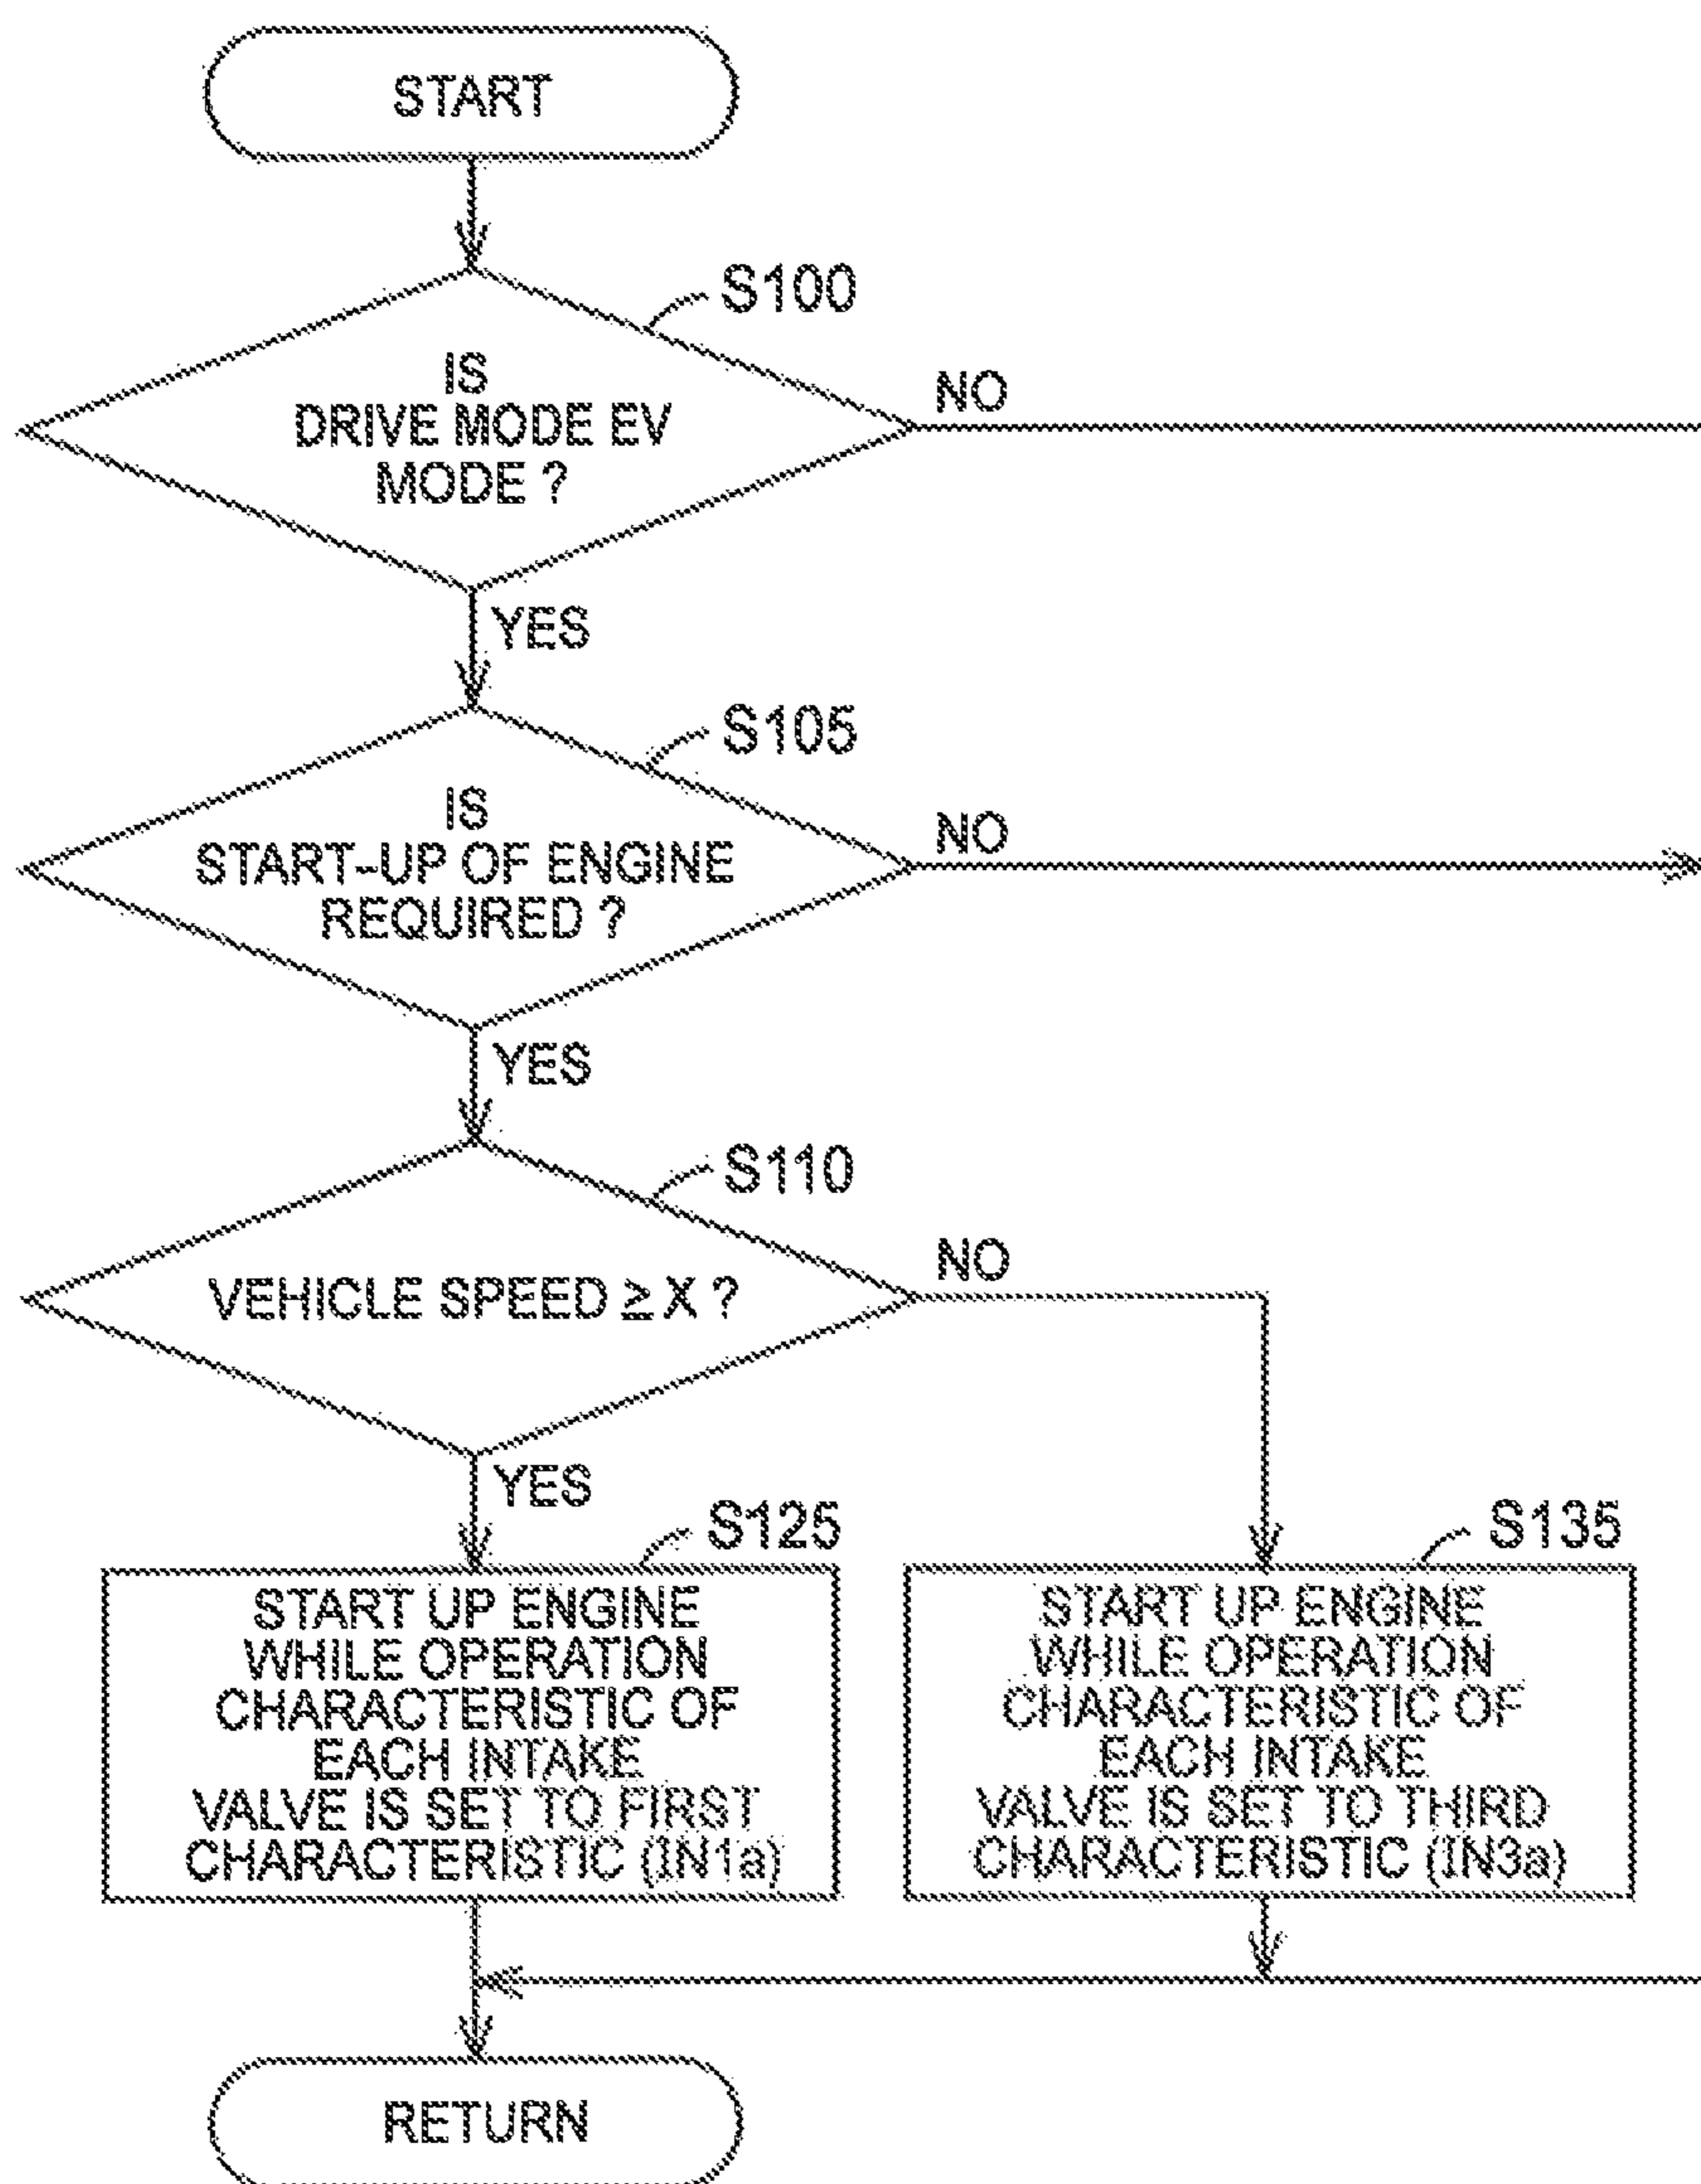 START
S100
IS
DRIVE MODE EV
MODE ?
NO
YES
S105
IS
START-UP OF ENGINE
REQUIRED ?
NO
YES
S110
VEHICLE SPEED ≥ X ?
NO
YES
S125
START UP ENGINE
WHILE OPERATION
CHARACTERISTIC OF
EACH INTAKE
VALVE IS SET TO FIRST
CHARACTERISTIC (IN1a)
S135
START UP ENGINE
WHILE OPERATION
CHARACTERISTIC OF
EACH INTAKE
VALVE IS SET TO THIRD
CHARACTERISTIC (IN3a)
RETURN